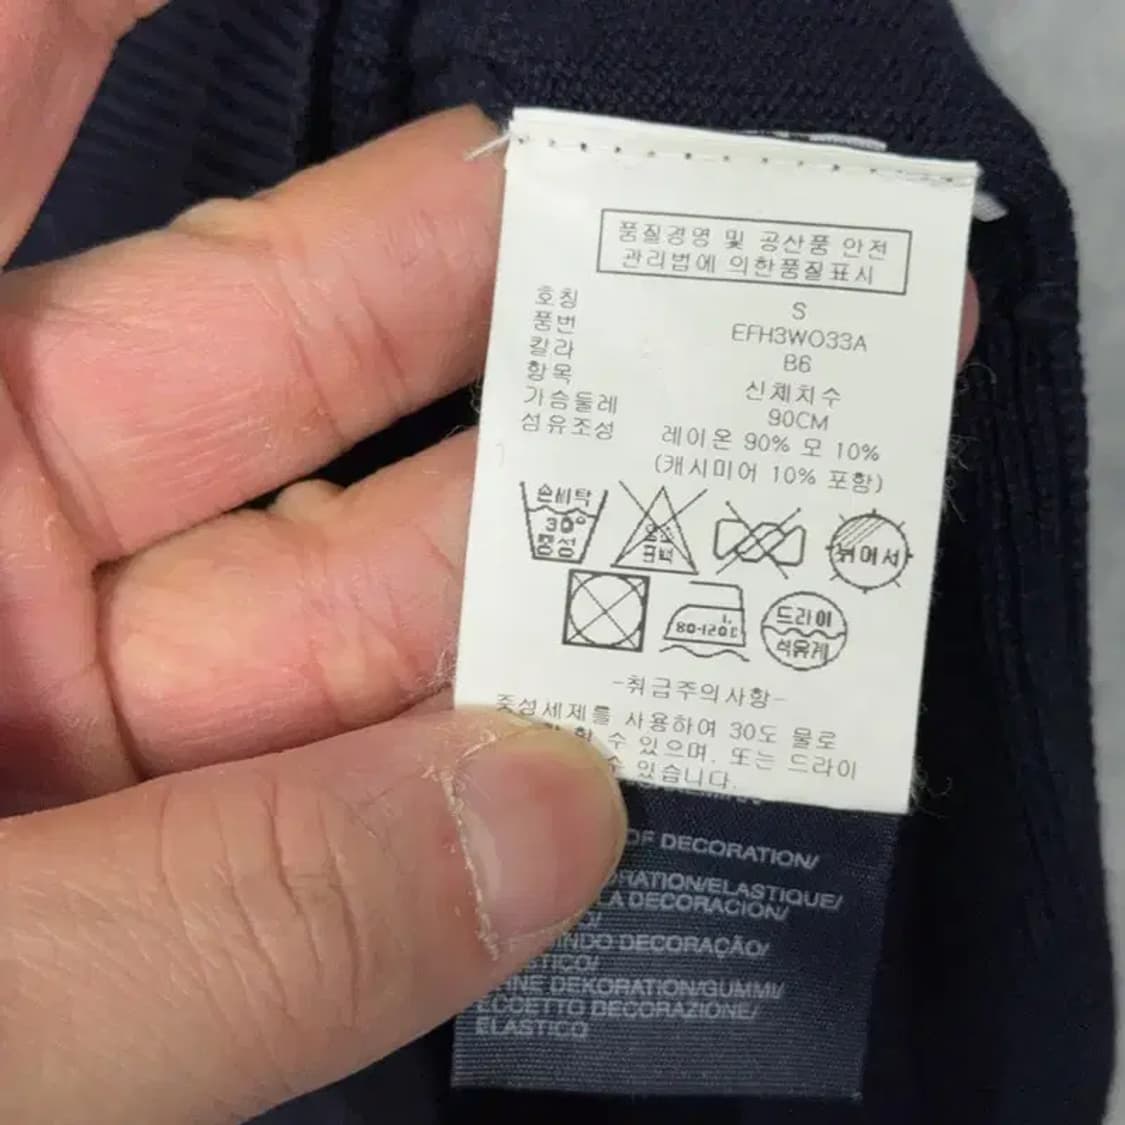 품질경영 및 공산품 안전
관리법에 의한품질표시
호칭 S
품번 EFH3WO33A
칼라 B6
항목 신체치수
가슴둘레 90CM
섬유조성 레이온 90% 모 10%
(캐시미어 10% 포함)
손세탁
30°
중성
염소
표백
뉘어서
80-120℃
드라이
석유계
-취급주의사항-
중성세제를 사용하여 30도 물로
할 수 있으며, 또는 드라이
수 있습니다.
OF DECORATION/
/ELASTIQUE/
LA DECORACION/
DECORAÇÃO/
DEKORATION/GUMMI/
ECCETTO DECORAZIONE/
ELASTICO